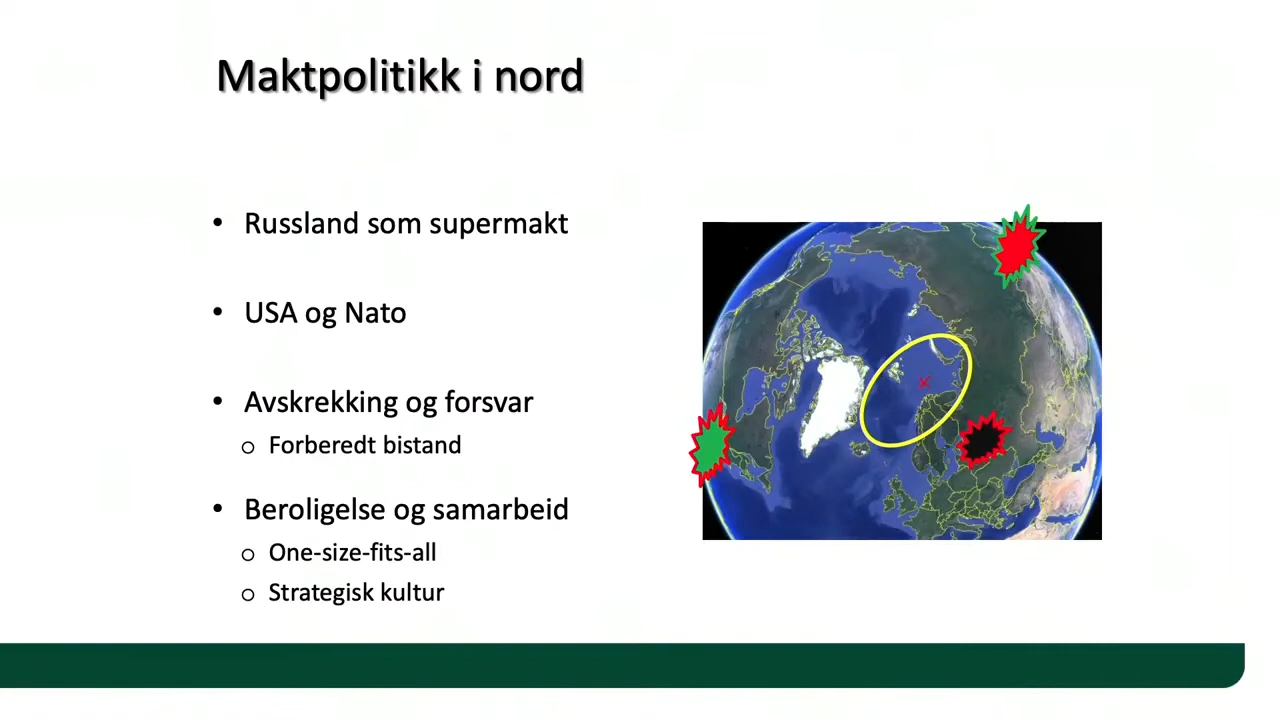 Maktpolitikk i nord
• Russland som supermakt
• USA og Nato
• Avskrekking og forsvar
o Forberedt bistand
• Beroligelse og samarbeid
o One-size-fits-all
o Strategisk kultur